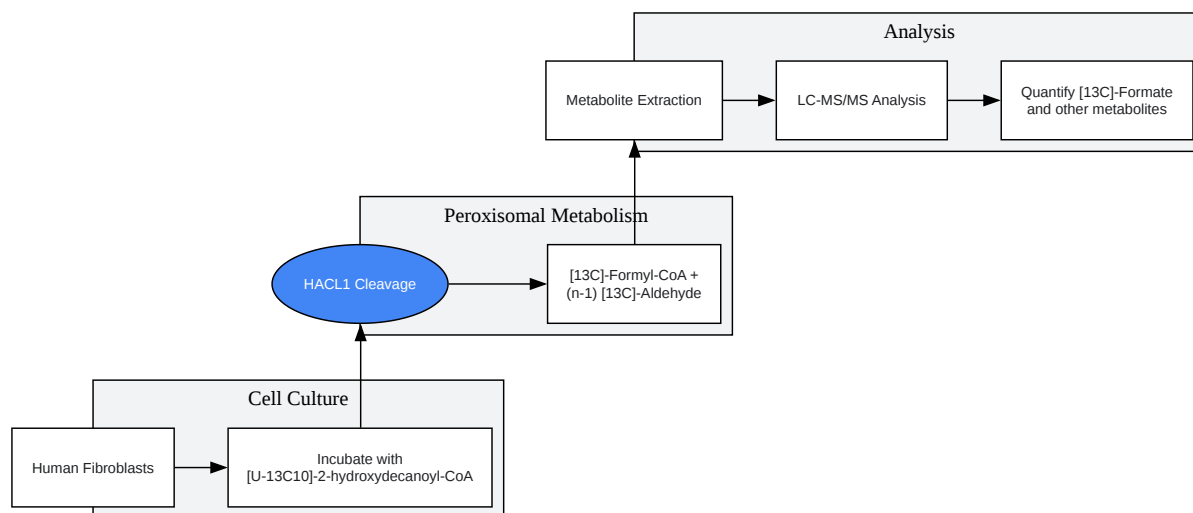 Analysis
Metabolite Extraction
LC-MS/MS Analysis
Quantify [13C]-Formate
and other metabolites
Peroxisomal Metabolism
HACL1 Cleavage
[13C]-Formyl-CoA +
(n-1) [13C]-Aldehyde
Cell Culture
Human Fibroblasts
Incubate with
[U-13C10]-2-hydroxydecanoyl-CoA